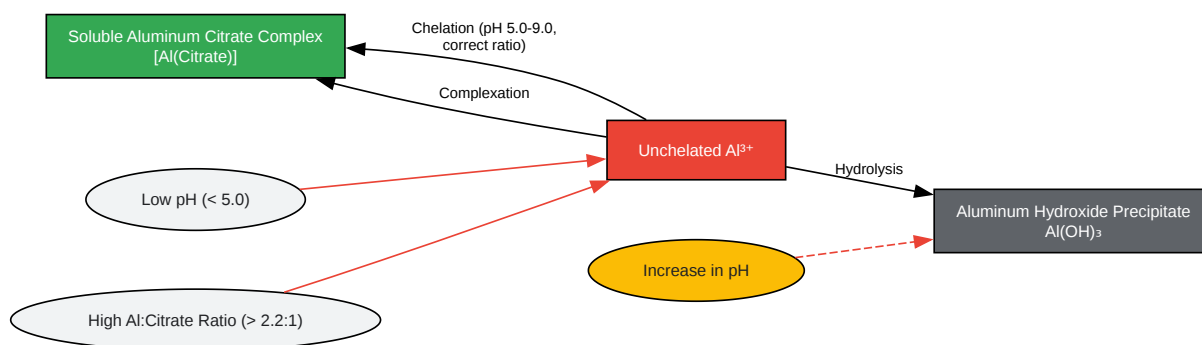 Soluble Aluminum Citrate Complex
[Al(Citrate)]
Chelation (pH 5.0-9.0,
correct ratio)
Complexation
Unchelated Al³⁺
Hydrolysis
Low pH (< 5.0)
Aluminum Hydroxide Precipitate
Al(OH)₃
Increase in pH
High Al:Citrate Ratio (> 2.2:1)